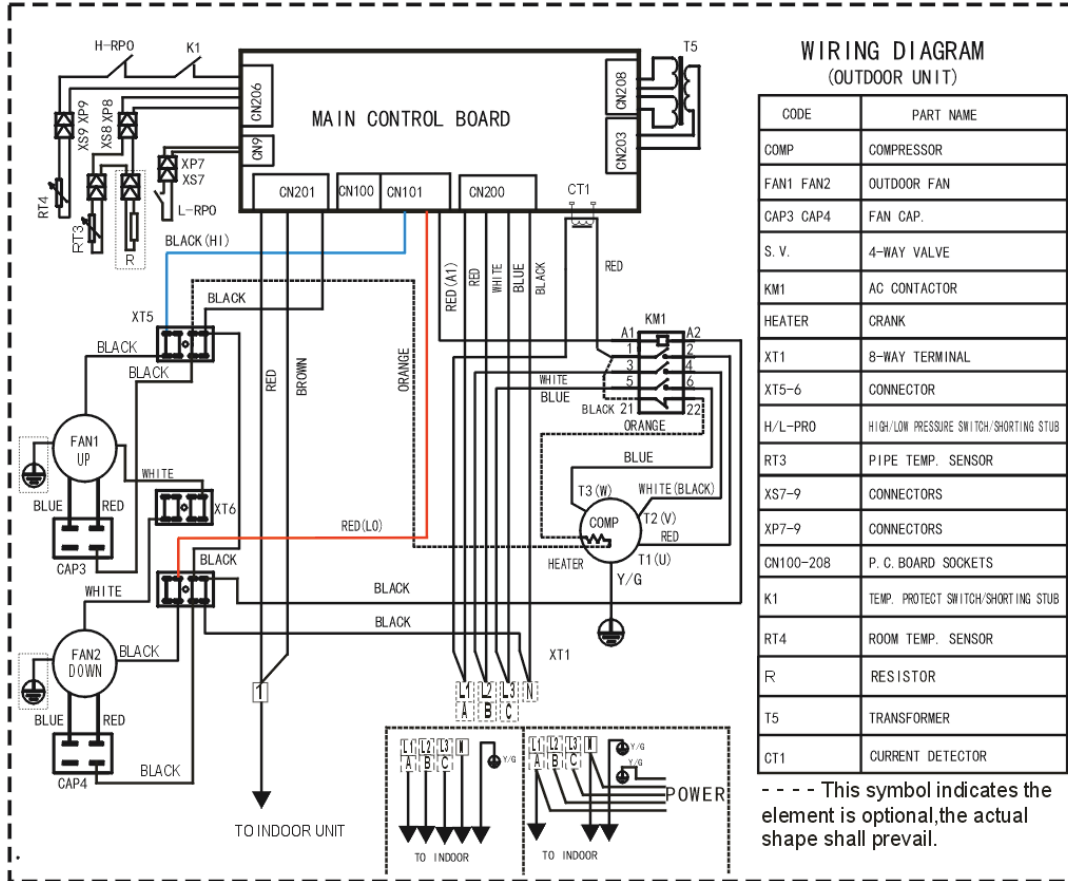 H-RPO
K1
T5
WIRING DIAGRAM
(OUTDOOR UNIT)
CN206
CN208
MAIN CONTROL BOARD
CN9
CN203
XS9 XP9
XS8 XP8
XP7
XS7
L-RPO
RT4
RT3
R
CN201
CN100
CN101
CN200
CT1
BLACK(HI)
BLACK
XT5
BLACK
BLACK
RED
BROWN
ORANGE
RED(A1)
RED
WHITE
BLUE
BLACK
RED
KM1
A1
A2
1
2
3
4
5
6
21
22
WHITE
BLUE
BLACK
ORANGE
BLUE
WHITE(BLACK)
T3(W)
T2(V)
RED
T1(U)
COMP
HEATER
Y/G
FAN1
UP
WHITE
BLUE
RED
CAP3
XT6
RED(LO)
BLACK
WHITE
BLACK
BLACK
FAN2
DOWN
BLACK
BLUE
RED
CAP4
BLACK
1
TO INDOOR UNIT
XT1
L1
L2
L3
N
A
B
C
L1
L2
L3
N
A
B
C
Y/G
TO INDOOR
L1
L2
L3
N
A
B
C
Y/G
Y/G
POWER
TO INDOOR
CODE PART NAME
COMP COMPRESSOR
FAN1 FAN2 OUTDOOR FAN
CAP3 CAP4 FAN CAP.
S.V. 4-WAY VALVE
KM1 AC CONTACTOR
HEATER CRANK
XT1 8-WAY TERMINAL
XT5-6 CONNECTOR
H/L-PRO HIGH/LOW PRESSURE SWITCH/SHORTING STUB
RT3 PIPE TEMP. SENSOR
XS7-9 CONNECTORS
XP7-9 CONNECTORS
CN100-208 P.C.BOARD SOCKETS
K1 TEMP. PROTECT SWITCH/SHORTING STUB
RT4 ROOM TEMP. SENSOR
R RESISTOR
T5 TRANSFORMER
CT1 CURRENT DETECTOR
- - - - This symbol indicates the
element is optional,the actual
shape shall prevail.